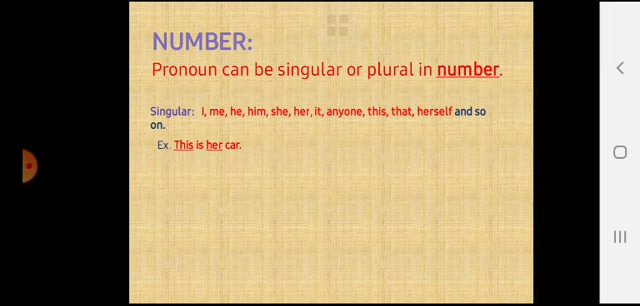 NUMBER:
Pronoun can be singular or plural in number.
Singular: I, me, he, him, she, her, it, anyone, this, that, herself and so
on.
Ex. This is her car.